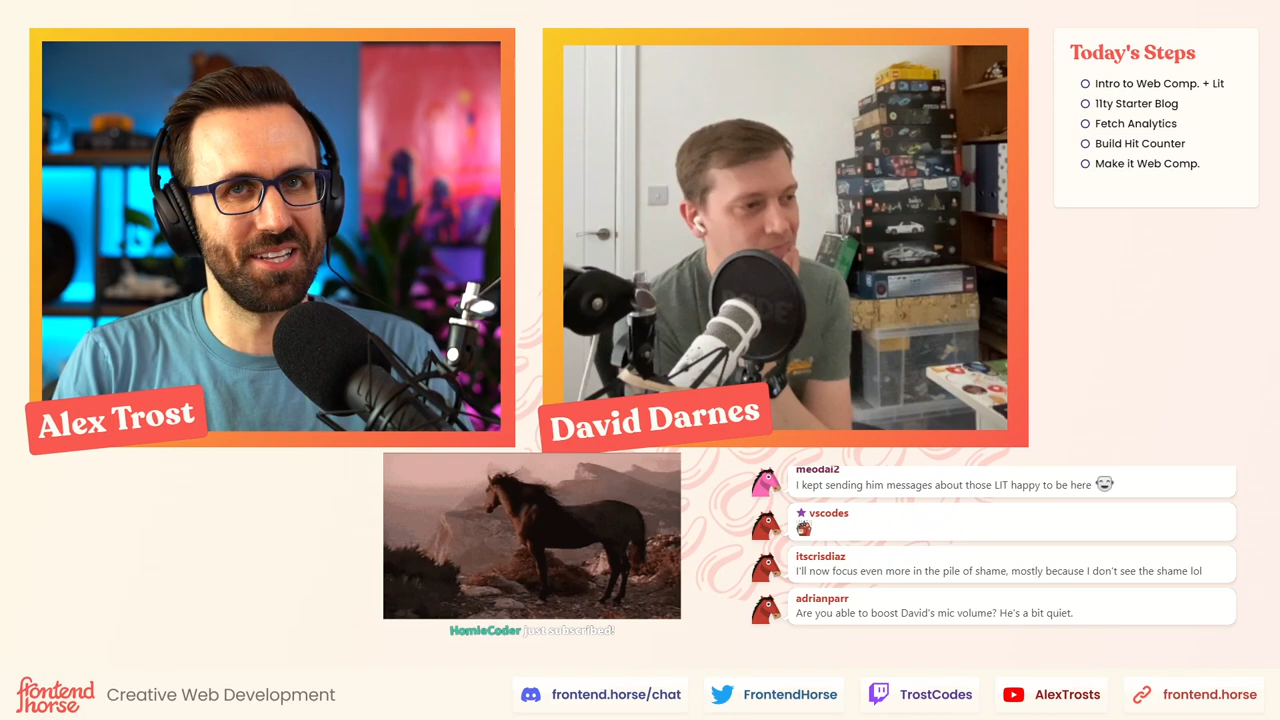 Alex Trost
David Darnes
Today's Steps
Intro to Web Comp. + Lit
11ty Starter Blog
Fetch Analytics
Build Hit Counter
Make it Web Comp.
HomieCoder just subscribed!
meodai2
I kept sending him messages about those LIT happy to be here
vscodes
itscrisdiaz
I'll now focus even more in the pile of shame, mostly because I don't see the shame lol
adrianparr
Are you able to boost David's mic volume? He's a bit quiet.
frontend
horse
Creative Web Development
frontend.horse/chat
FrontendHorse
TrostCodes
AlexTrosts
frontend.horse